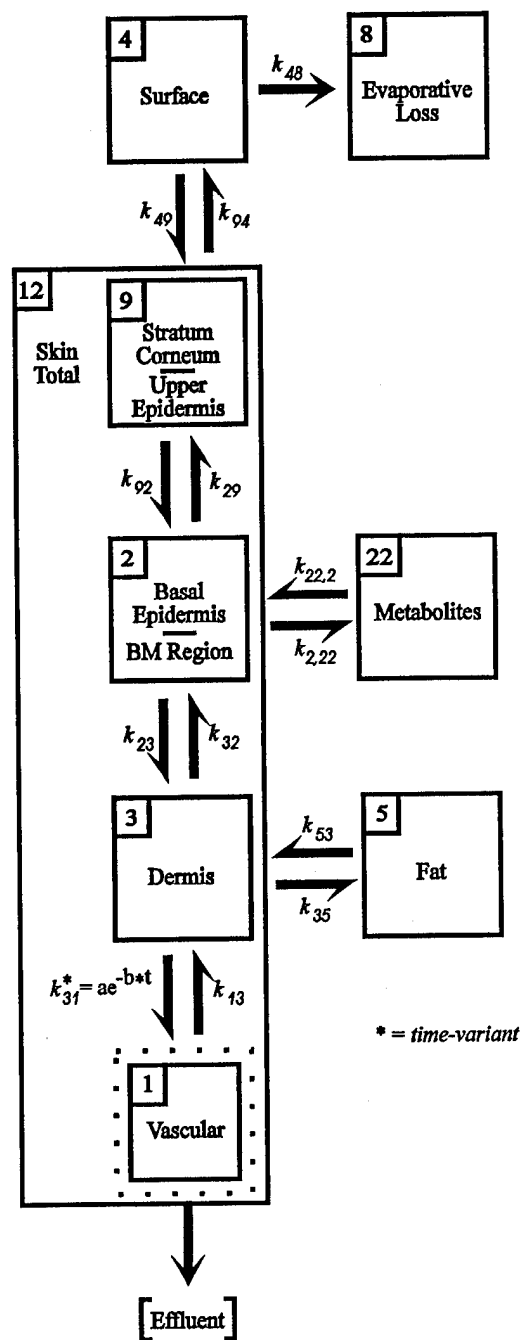 4
8
Surface
k48
Evaporative
Loss
k49
k94
12
9
Skin
Total
Stratum
Corneum
Upper
Epidermis
k92
k29
2
22
Basal
Epidermis
BM Region
k22,2
k2,22
Metabolites
k23
k32
3
5
Dermis
k53
k35
Fat
k*31 = ae-b*t
k13
* = time-variant
1
Vascular
[Effluent]